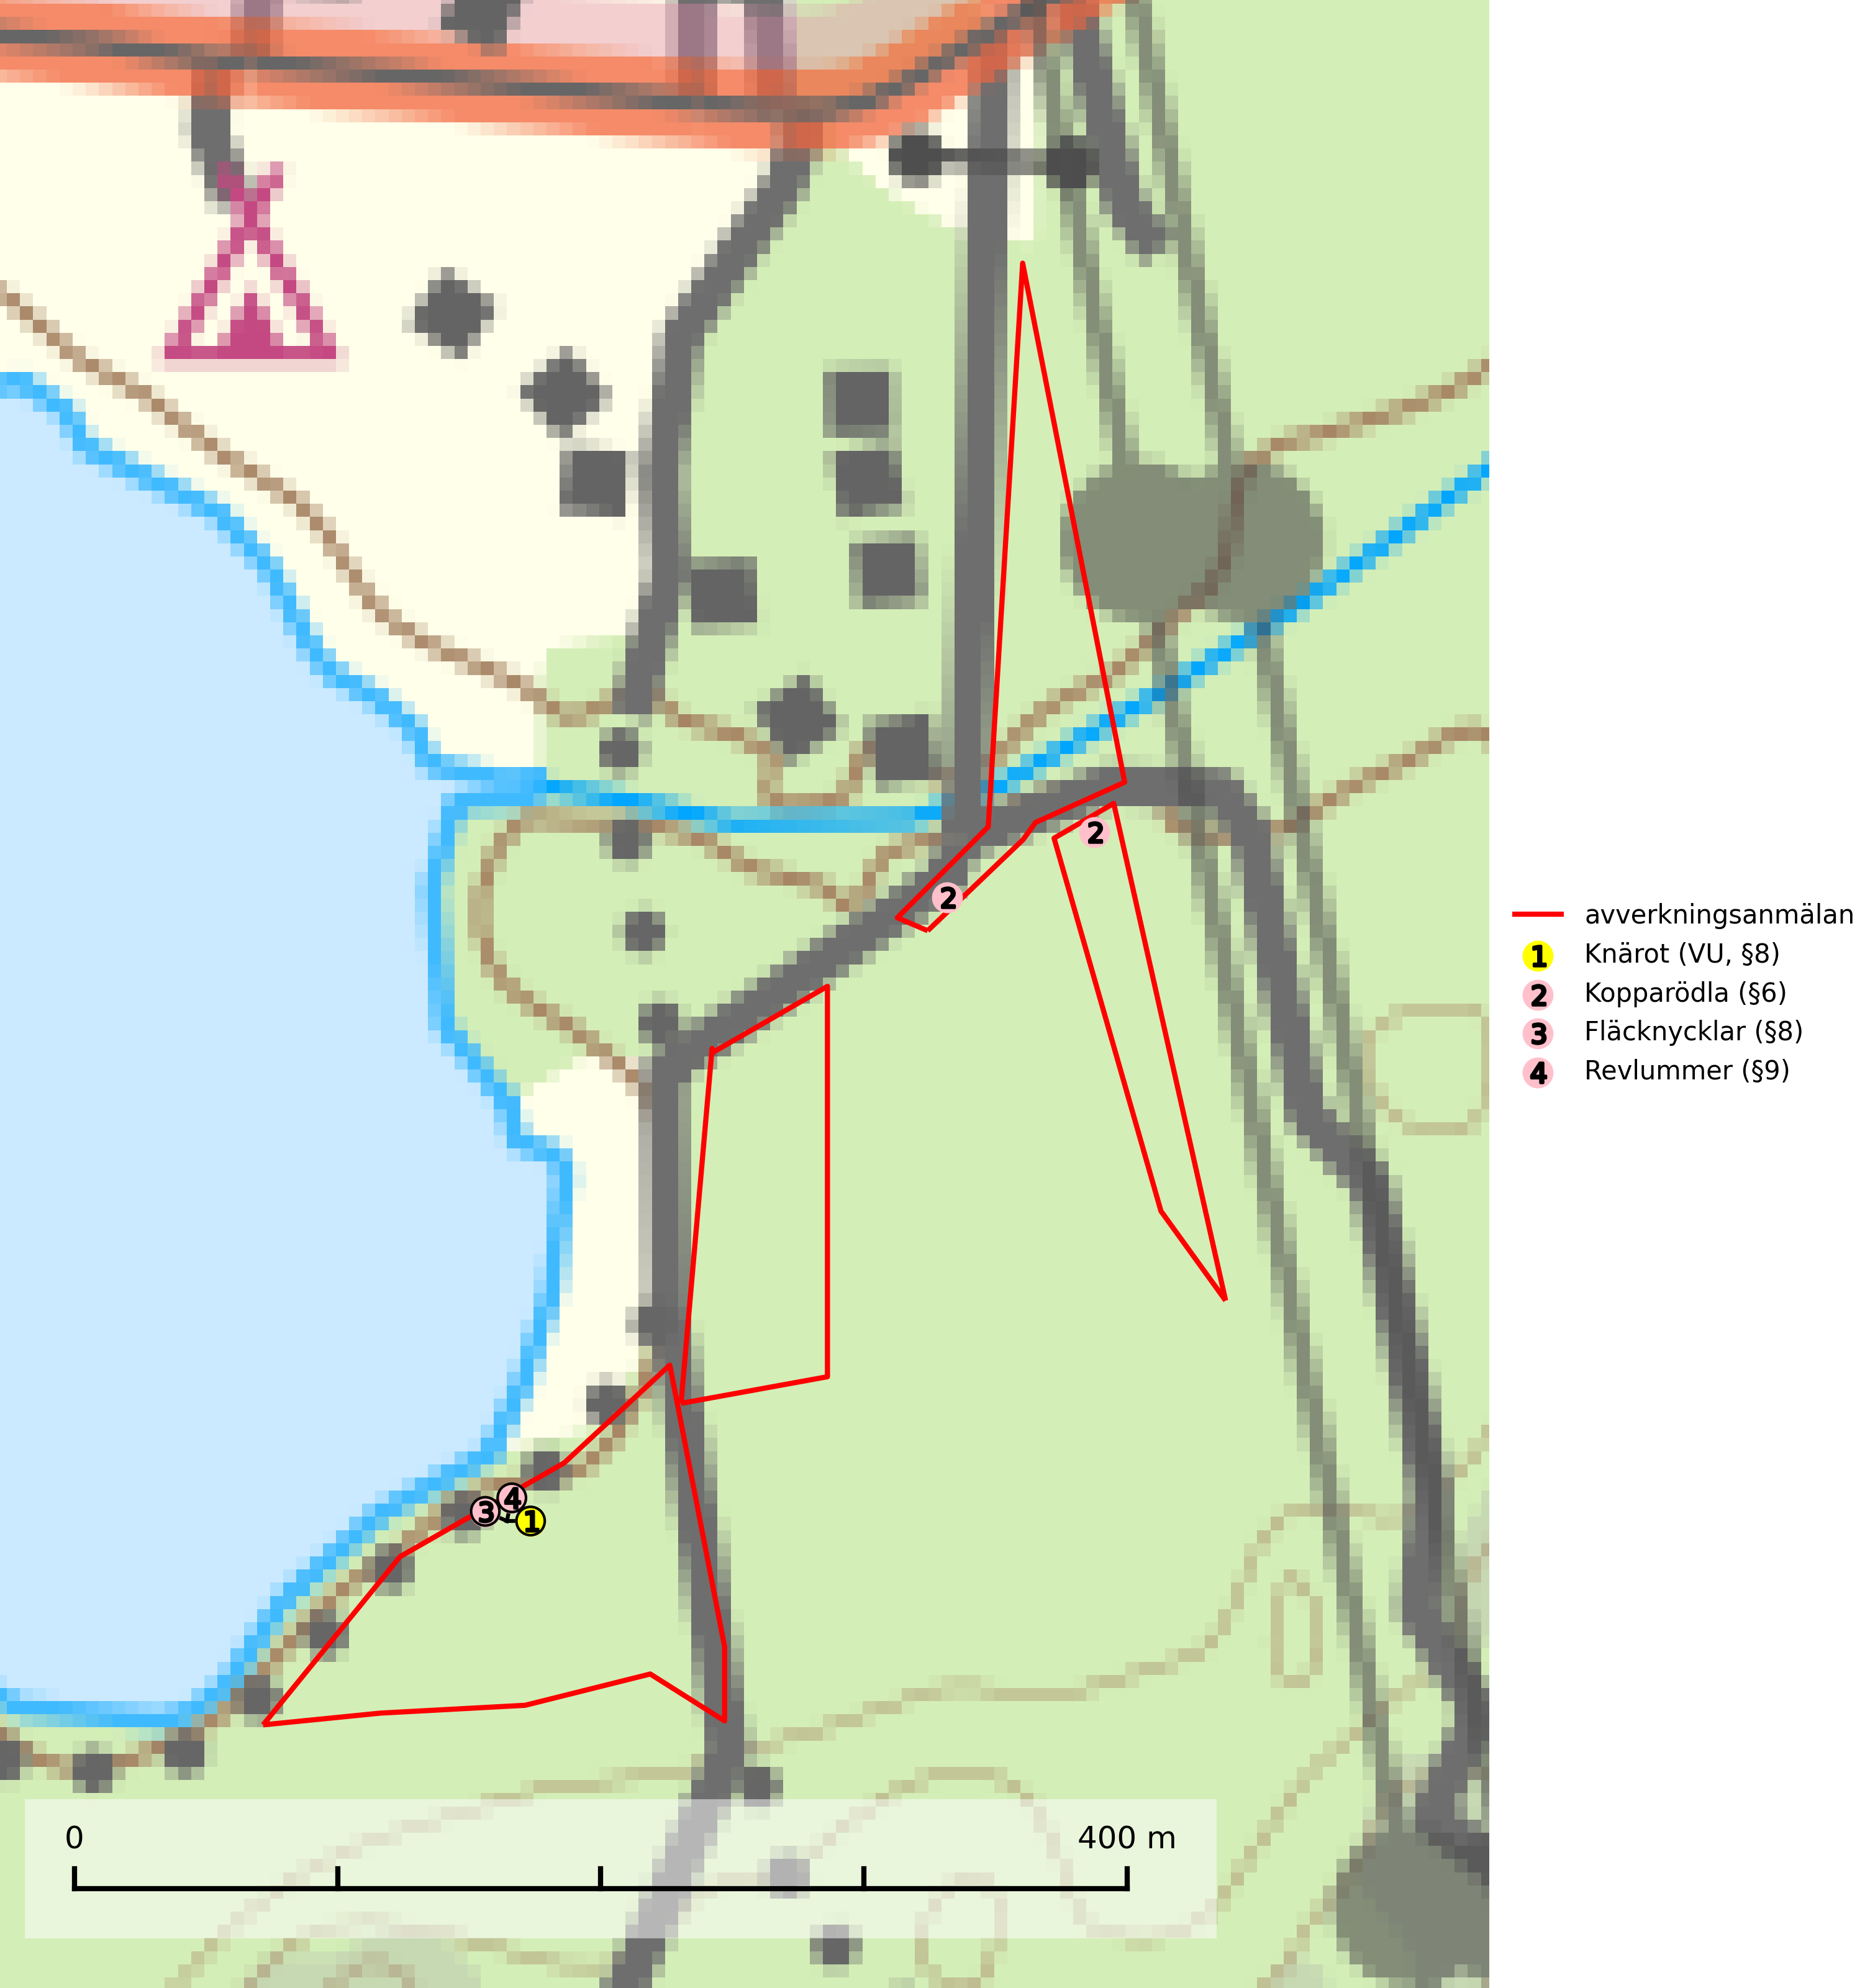 2
2
avverkningsanmälan
1 Knärot (VU, §8)
2 Kopparödla (§6)
3 Fläcknycklar (§8)
4 Revlummer (§9)
4
3
1
0 400 m